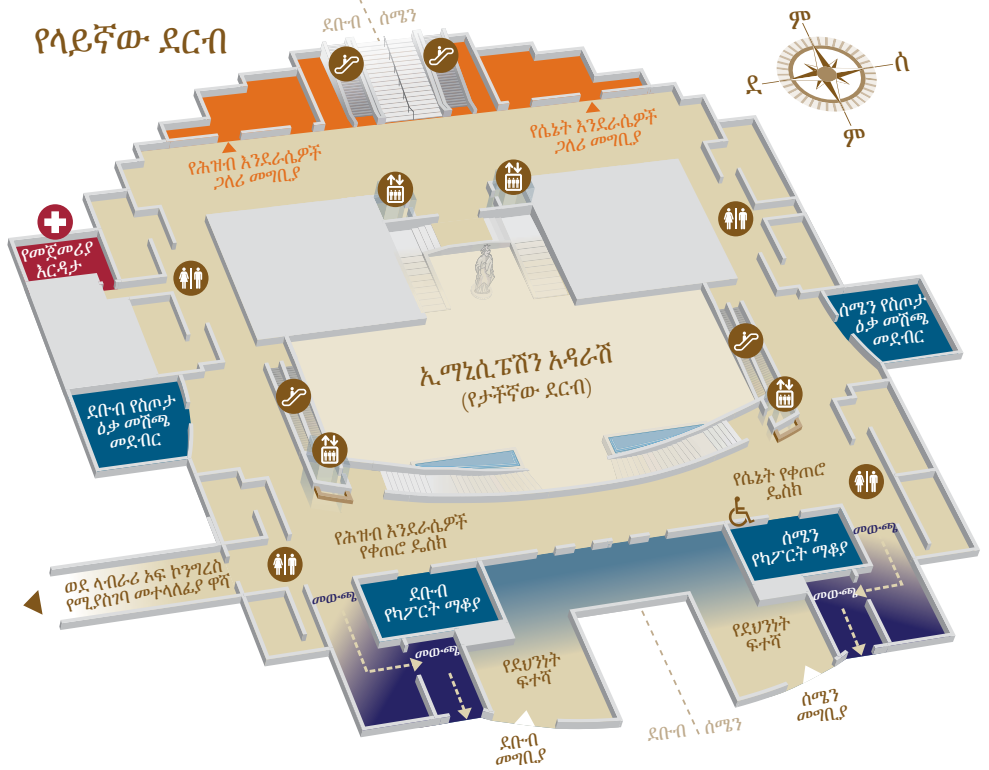 የላይኛው ደርብ
ደቡብ
ሰሜን
ም
ደ
ሰ
ም
የሕዝብ እንደራሴዎች
ጋለሪ መግቢያ
የሴኔት እንደራሴዎች
ጋለሪ መግቢያ
የመጀመሪያ
እርዳታ
ሰሜን የስጦታ
ዕቃ መሸጫ
መደብር
ደቡብ የስጦታ
ዕቃ መሸጫ
መደብር
ኢማኒሲፔሽን አዳራሽ
(የታችኛው ደርብ)
የሴኔት የቀጠሮ
ዴስክ
የሕዝብ እንደራሴዎች
የቀጠሮ ዴስክ
መውጫ
ሰሜን
የካፖርት ማቆያ
ወደ ላብራሪ ኦፍ ኮንግረስ
የሚያስገባ መተላለፊያ ዋሻ
መውጫ
ደቡብ
የካፖርት ማቆያ
መውጫ
መውጫ
የደህንነት
ፍተሻ
የደህንነት
ፍተሻ
ደቡብ
ሰሜን
ደቡብ
መግቢያ
ሰሜን
መግቢያ